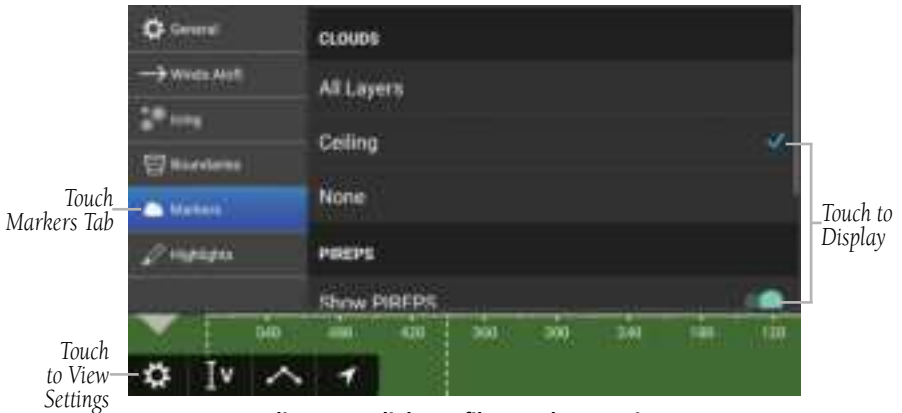 General
CLOUDS
Winds Aloft
All Layers
Icing
Ceiling
Boundaries
None
Touch
Markers Tab
Markers
Touch to
Display
Highlights
PIREPS
Show PIREPS
540
480
420
360
300
240
180
120
Touch
to View
Settings
V